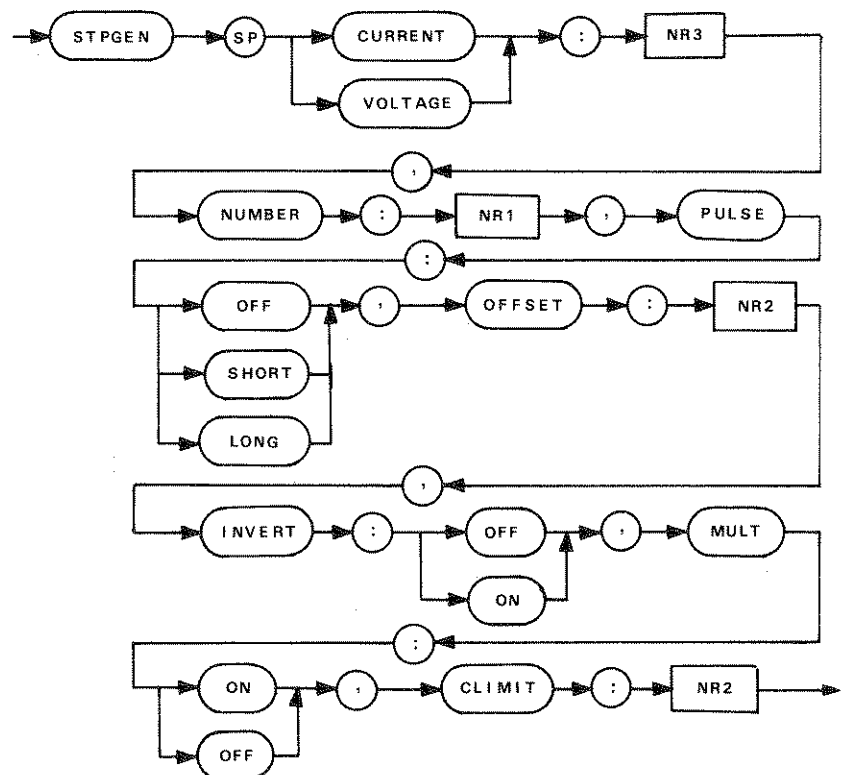 STPGEN SP CURRENT : NR3
VOLTAGE
,
NUMBER : NR1 , PULSE
:
OFF , OFFSET : NR2
SHORT
LONG
,
INVERT : OFF , MULT
ON
:
ON , CLIMIT : NR2
OFF